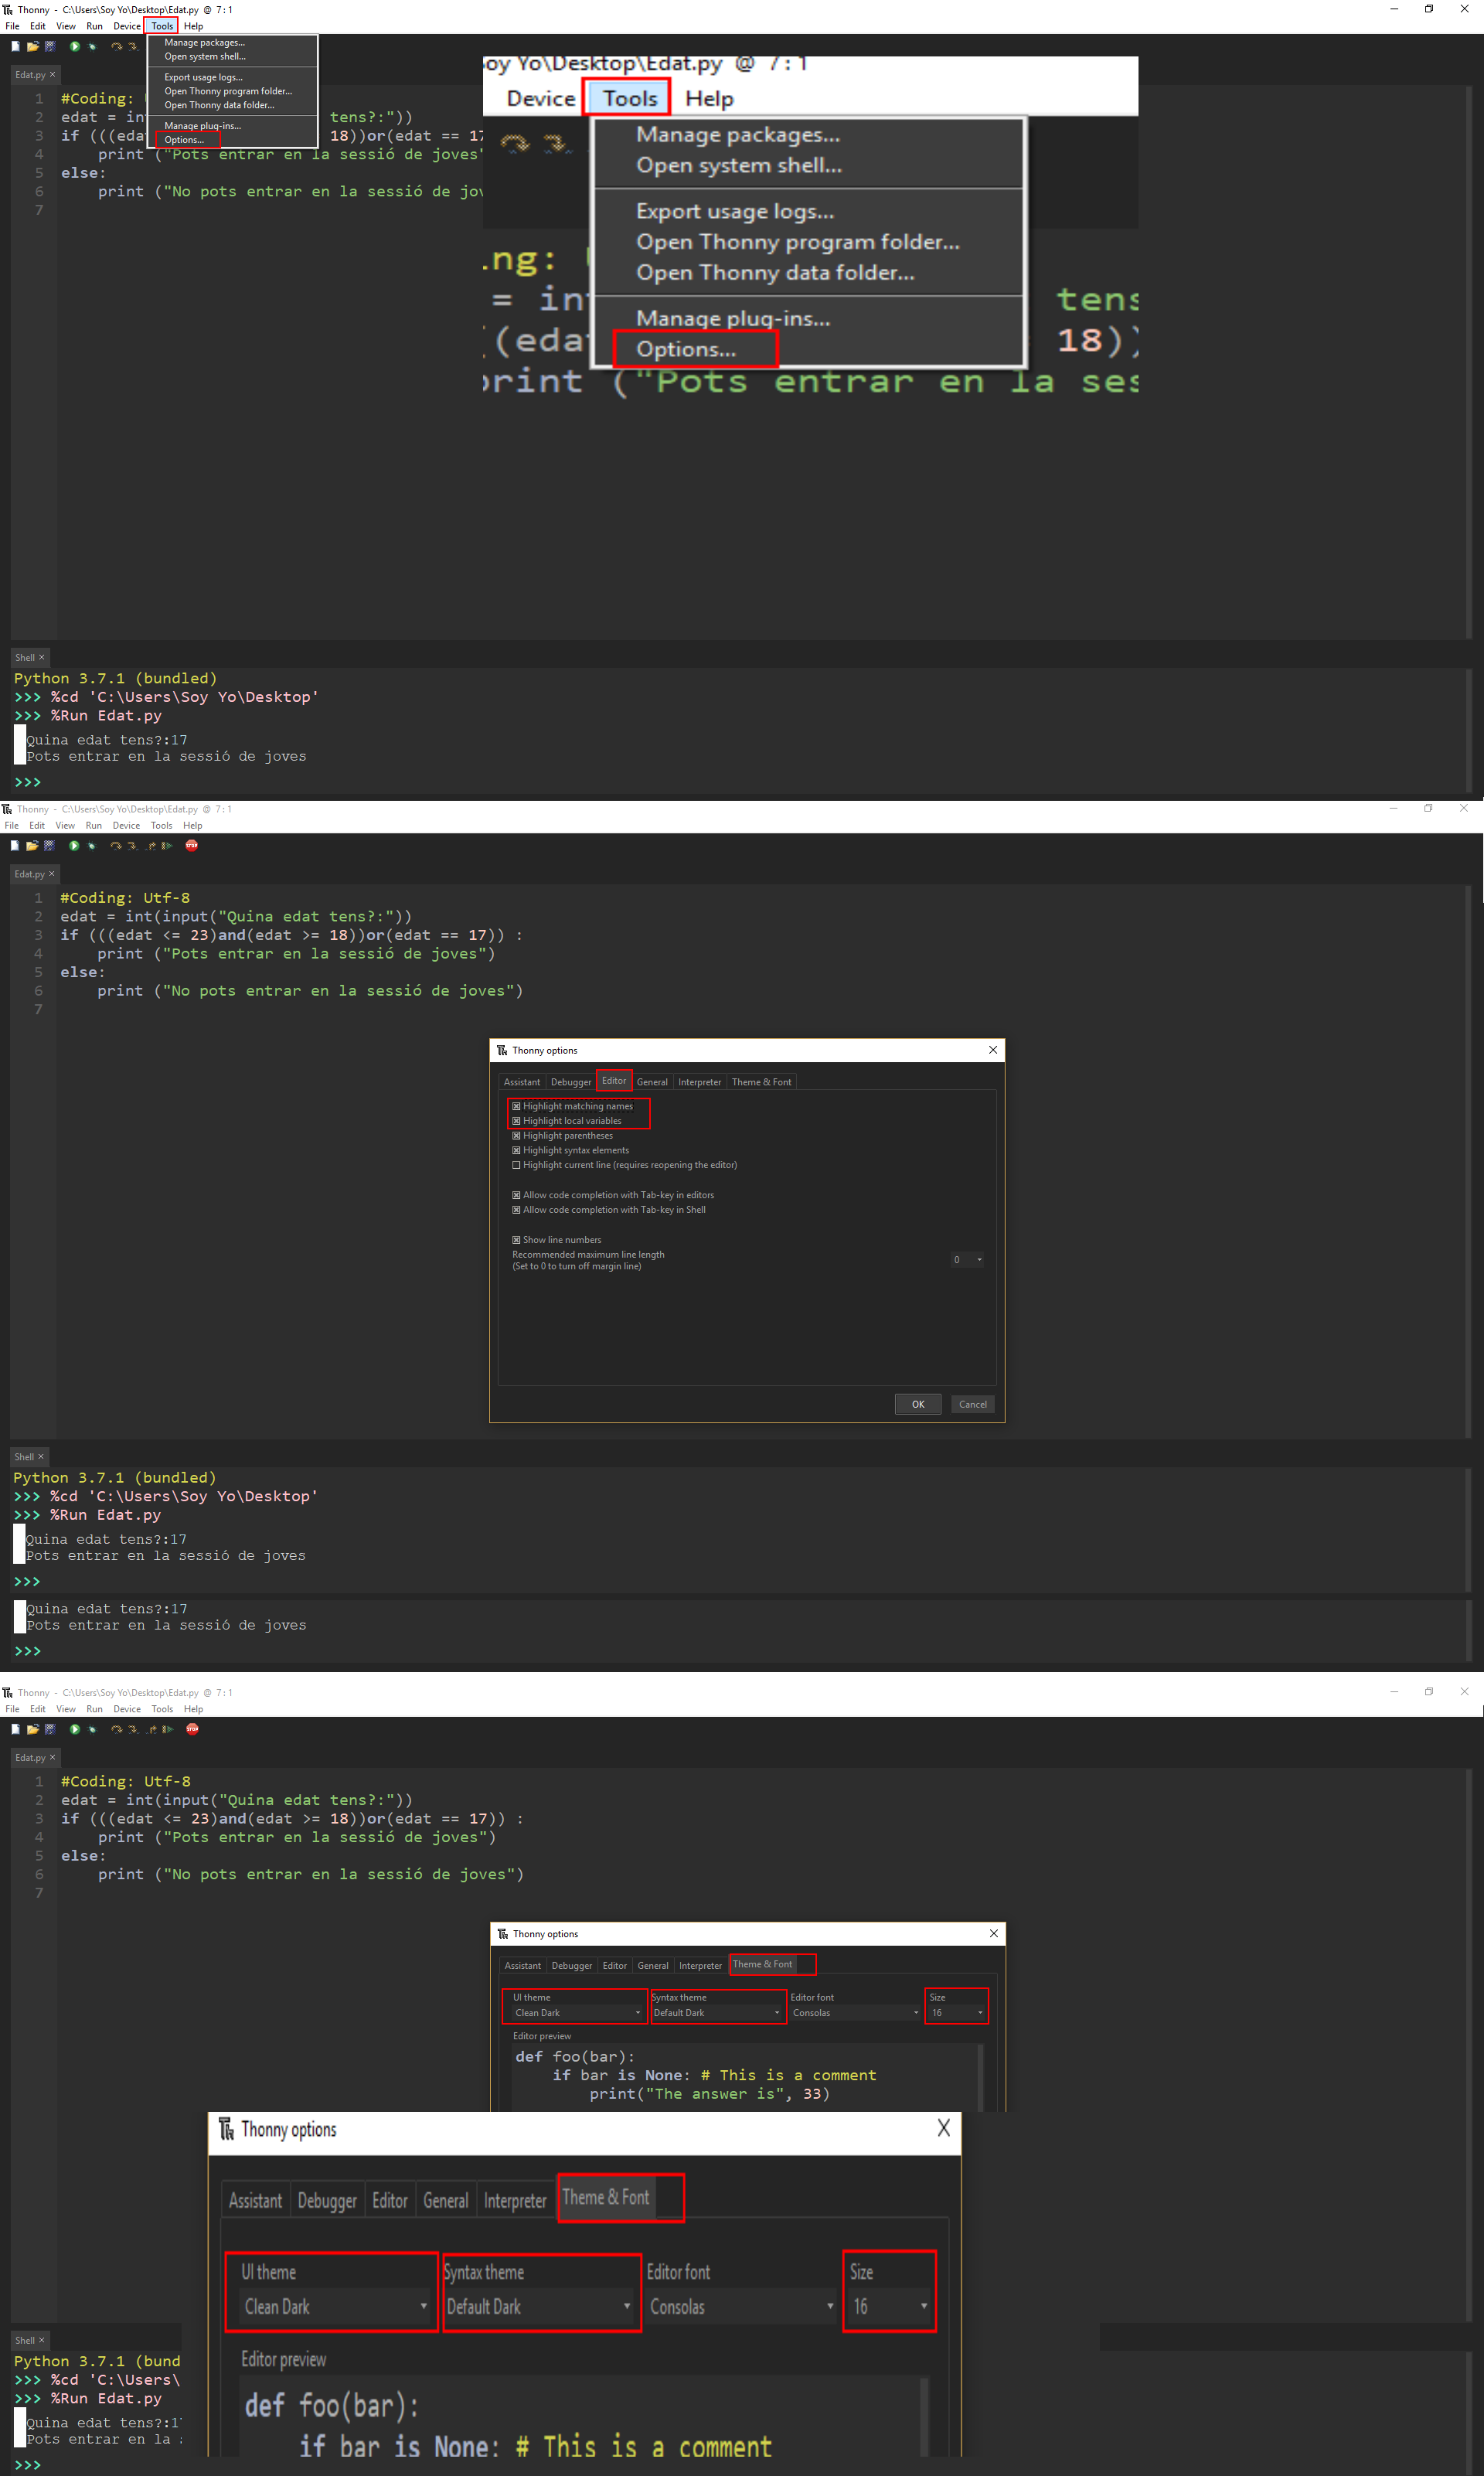 Thonny - C:\Users\Soy Yo\Desktop\Edat.py @ 7 : 1
File Edit View Run Device Tools Help
Manage packages...
Open system shell...
Export usage logs...
Open Thonny program folder...
Open Thonny data folder...
Manage plug-ins...
Options...
Edat.py ×
1 #Coding:
2 edat = in tens?:"))
3 if (((eda 18))or(edat == 17
4 print ("Pots entrar en la sessió de joves"
5 else:
6 print ("No pots entrar en la sessió de jov
7
oy Yo\Desktop\Edat.py @ 7 : 1
Device Tools Help
Manage packages...
Open system shell...
Export usage logs...
Open Thonny program folder...
Open Thonny data folder...
Manage plug-ins...
Options...
ing:
= in tens
((eda 18))
print ("Pots entrar en la ses
Shell ×
Python 3.7.1 (bundled)
>>> %cd 'C:\Users\Soy Yo\Desktop'
>>> %Run Edat.py
Quina edat tens?:17
Pots entrar en la sessió de joves
>>>
Thonny - C:\Users\Soy Yo\Desktop\Edat.py @ 7 : 1
File Edit View Run Device Tools Help
STOP
Edat.py ×
1 #Coding: Utf-8
2 edat = int(input("Quina edat tens?:"))
3 if (((edat <= 23)and(edat >= 18))or(edat == 17)) :
4 print ("Pots entrar en la sessió de joves")
5 else:
6 print ("No pots entrar en la sessió de joves")
7
Thonny options
Assistant Debugger Editor General Interpreter Theme & Font
Highlight matching names
Highlight local variables
Highlight parentheses
Highlight syntax elements
Highlight current line (requires reopening the editor)
Allow code completion with Tab-key in editors
Allow code completion with Tab-key in Shell
Show line numbers
Recommended maximum line length
(Set to 0 to turn off margin line) 0
OK Cancel
Shell ×
Python 3.7.1 (bundled)
>>> %cd 'C:\Users\Soy Yo\Desktop'
>>> %Run Edat.py
Quina edat tens?:17
Pots entrar en la sessió de joves
>>>
Quina edat tens?:17
Pots entrar en la sessió de joves
>>>
Thonny - C:\Users\Soy Yo\Desktop\Edat.py @ 7 : 1
File Edit View Run Device Tools Help
STOP
Edat.py ×
1 #Coding: Utf-8
2 edat = int(input("Quina edat tens?:"))
3 if (((edat <= 23)and(edat >= 18))or(edat == 17)) :
4 print ("Pots entrar en la sessió de joves")
5 else:
6 print ("No pots entrar en la sessió de joves")
7
Thonny options
Assistant Debugger Editor General Interpreter Theme & Font
UI theme Syntax theme Editor font Size
Clean Dark Default Dark Consolas 16
Editor preview
def foo(bar):
if bar is None: # This is a comment
print("The answer is", 33)
Thonny options
Assistant Debugger Editor General Interpreter Theme & Font
UI theme Syntax theme Editor font Size
Clean Dark Default Dark Consolas 16
Editor preview
def foo(bar):
if bar is None: # This is a comment
Shell ×
Python 3.7.1 (bund
>>> %cd 'C:\Users\
>>> %Run Edat.py
Quina edat tens?:1
Pots entrar en la
>>>